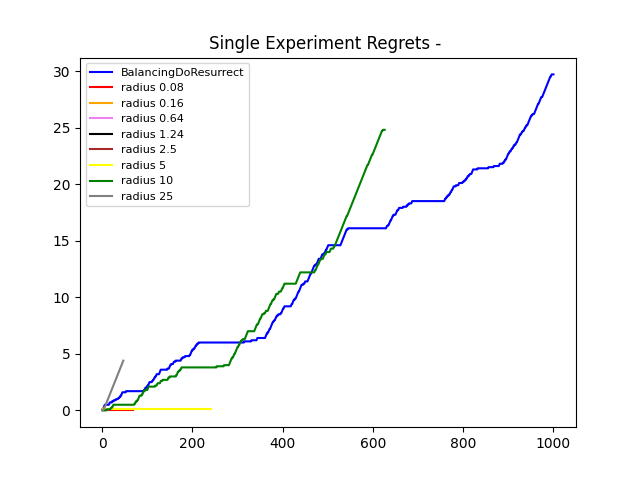 Single Experiment Regrets -
BalancingDoResurrect
radius 0.08
radius 0.16
radius 0.64
radius 1.24
radius 2.5
radius 5
radius 10
radius 25
30
25
20
15
10
5
0
0 200 400 600 800 1000